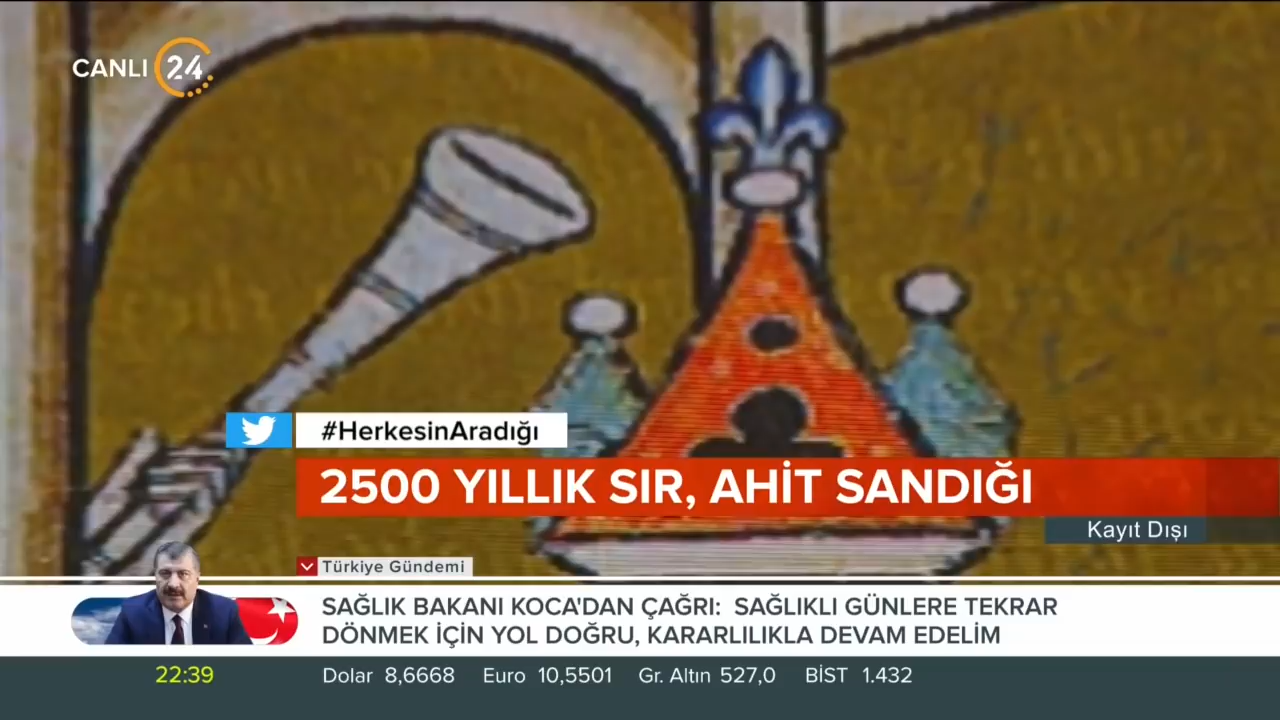 CANLI 24
#HerkesinAradığı
2500 YILLIK SIR, AHİT SANDIĞI
Kayıt Dışı
Türkiye Gündemi
SAĞLIK BAKANI KOCA'DAN ÇAĞRI: SAĞLIKLI GÜNLERE TEKRAR
DÖNMEK İÇİN YOL DOĞRU, KARARLILIKLA DEVAM EDELİM
22:39 Dolar 8,6668 Euro 10,5501 Gr. Altın 527,0 BİST 1.432